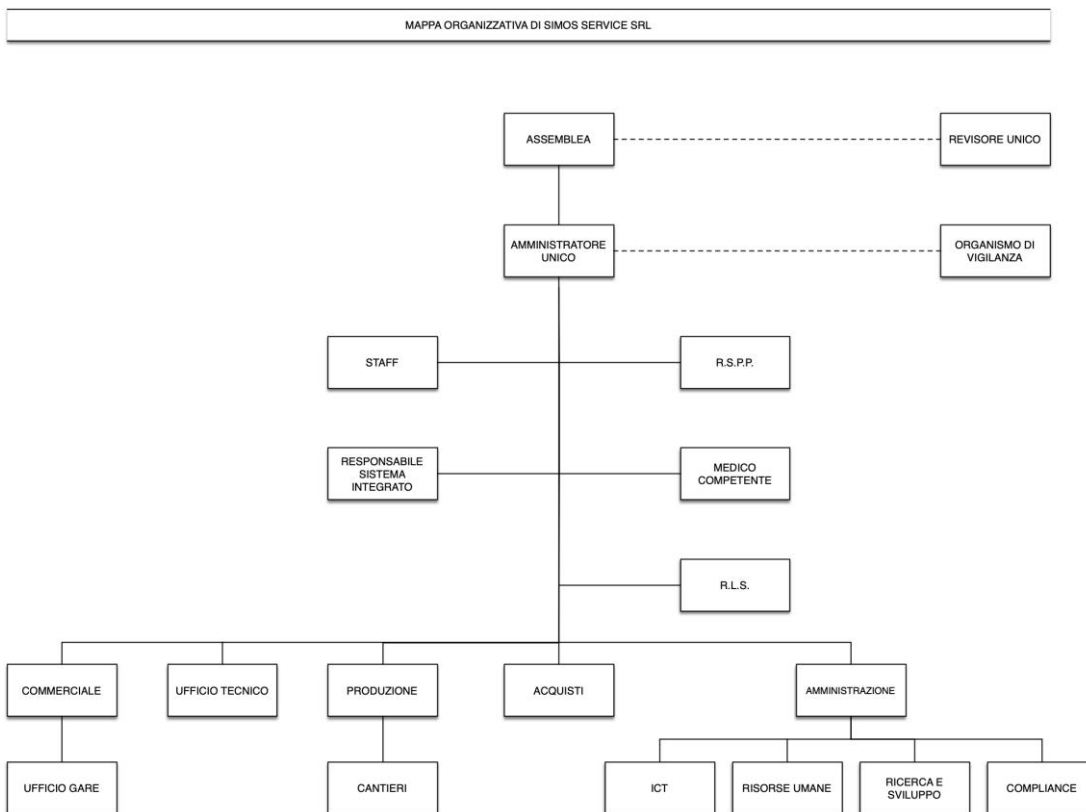 MAPPA ORGANIZZATIVA DI SIMOS SERVICE SRL
ASSEMBLEA
REVISORE UNICO
AMMINISTRATORE
UNICO
ORGANISMO DI
VIGILANZA
STAFF
R.S.P.P.
RESPONSABILE
SISTEMA
INTEGRATO
MEDICO
COMPETENTE
R.L.S.
COMMERCIALE
UFFICIO TECNICO
PRODUZIONE
ACQUISTI
AMMINISTRAZIONE
UFFICIO GARE
CANTIERI
ICT
RISORSE UMANE
RICERCA E
SVILUPPO
COMPLIANCE